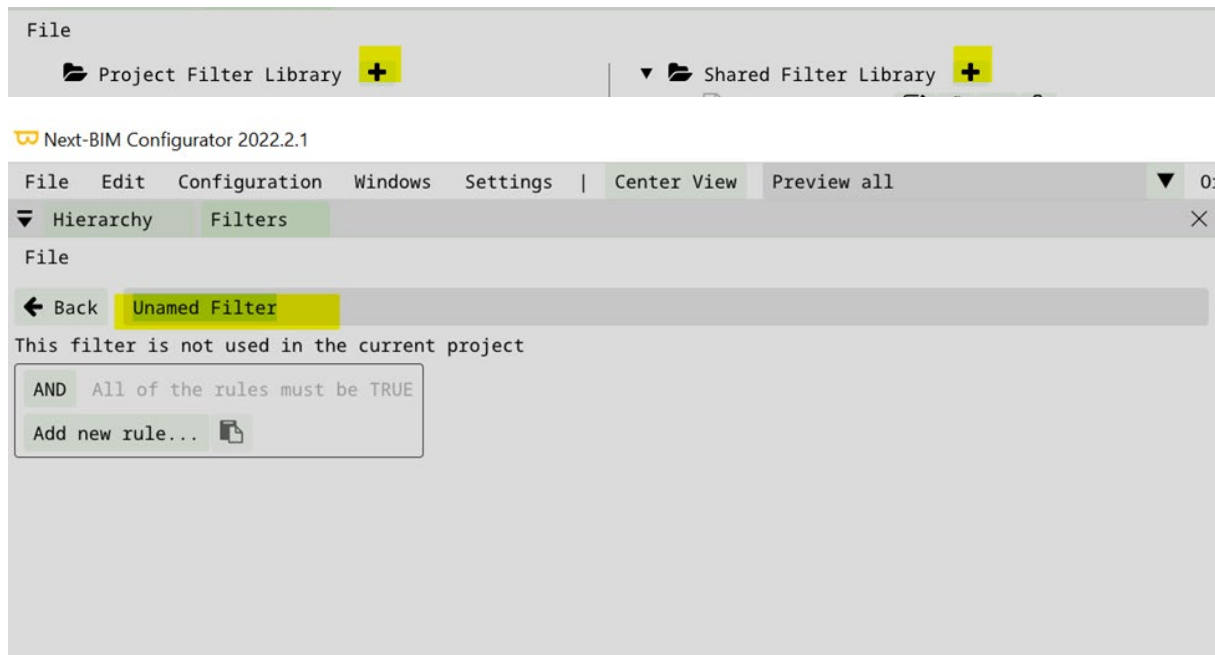 File
Project Filter Library + Shared Filter Library +
Next-BIM Configurator 2022.2.1
File Edit Configuration Windows Settings | Center View Preview all
Hierarchy Filters
File
Back Unamed Filter
This filter is not used in the current project
AND All of the rules must be TRUE
Add new rule...